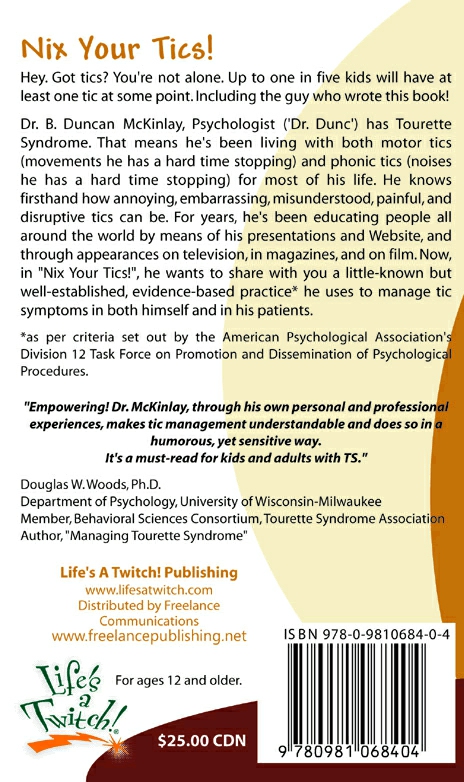 Nix Your Tics!
Hey. Got tics? You're not alone. Up to one in five kids will have at
least one tic at some point. Including the guy who wrote this book!
Dr. B. Duncan McKinlay, Psychologist ('Dr. Dunc') has Tourette
Syndrome. That means he's been living with both motor tics
(movements he has a hard time stopping) and phonic tics (noises
he has a hard time stopping) for most of his life. He knows
firsthand how annoying, embarrassing, misunderstood, painful, and
disruptive tics can be. For years, he's been educating people all
around the world by means of his presentations and Website, and
through appearances on television, in magazines, and on film. Now,
in "Nix Your Tics!", he wants to share with you a little-known but
well-established, evidence-based practice* he uses to manage tic
symptoms in both himself and in his patients.
*as per criteria set out by the American Psychological Association's
Division 12 Task Force on Promotion and Dissemination of Psychological
Procedures.
"Empowering! Dr. McKinlay, through his own personal and professional
experiences, makes tic management understandable and does so in a
humorous, yet sensitive way.
It's a must-read for kids and adults with TS."
Douglas W. Woods, Ph.D.
Department of Psychology, University of Wisconsin-Milwaukee
Member, Behavioral Sciences Consortium, Tourette Syndrome Association
Author, "Managing Tourette Syndrome"
Life's A Twitch! Publishing
www.lifesatwitch.com
Distributed by Freelance
Communications
www.freelancepublishing.net
ISBN 978-0-9810684-0-4
Life's
a
Twitch!®
For ages 12 and older.
$25.00 CDN
9 780981 068404